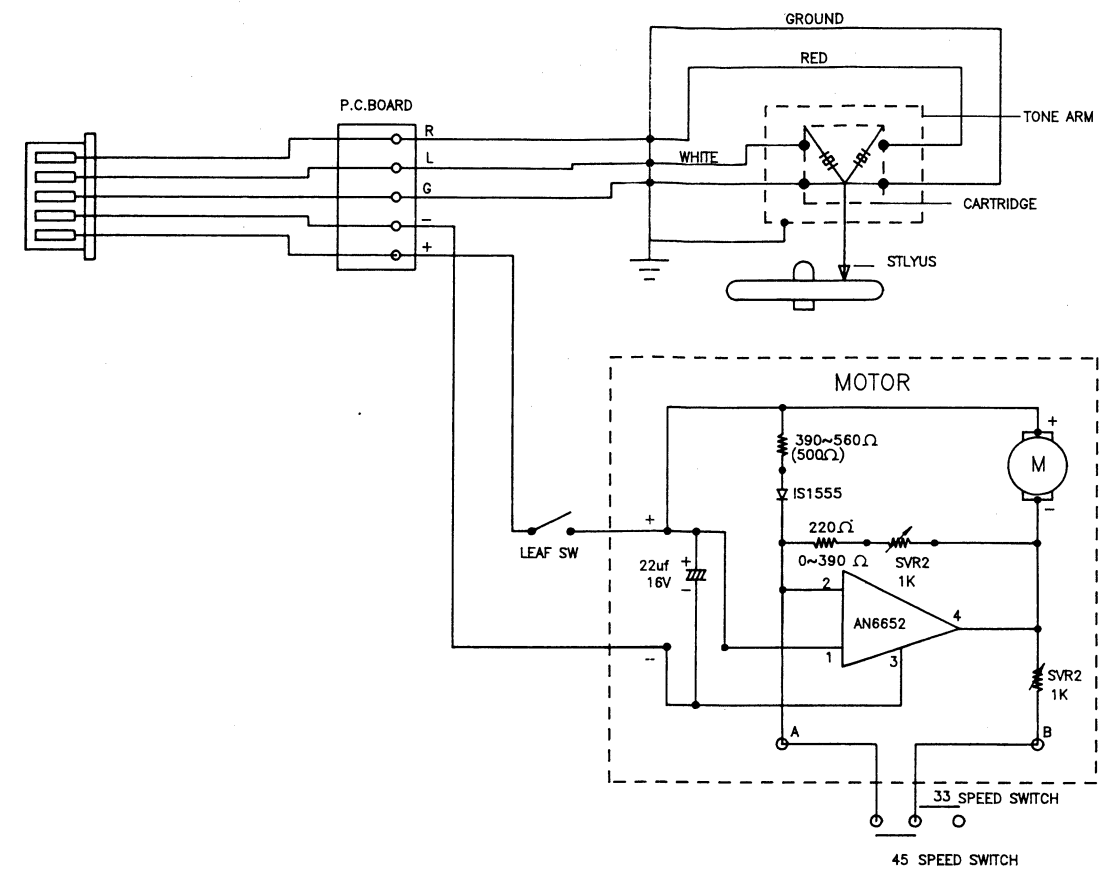 GROUND
RED
P.C.BOARD
TONE ARM
R
L
WHITE
G
CARTRIDGE
–
+
STLYUS
MOTOR
390~560Ω
(500Ω)
+
M
–
IS1555
220Ω
+
LEAF SW
0~390 Ω
SVR2
1K
22uf
16V
+
–
2
AN6652
4
1
3
--
SVR2
1K
A
B
33 SPEED SWITCH
45 SPEED SWITCH